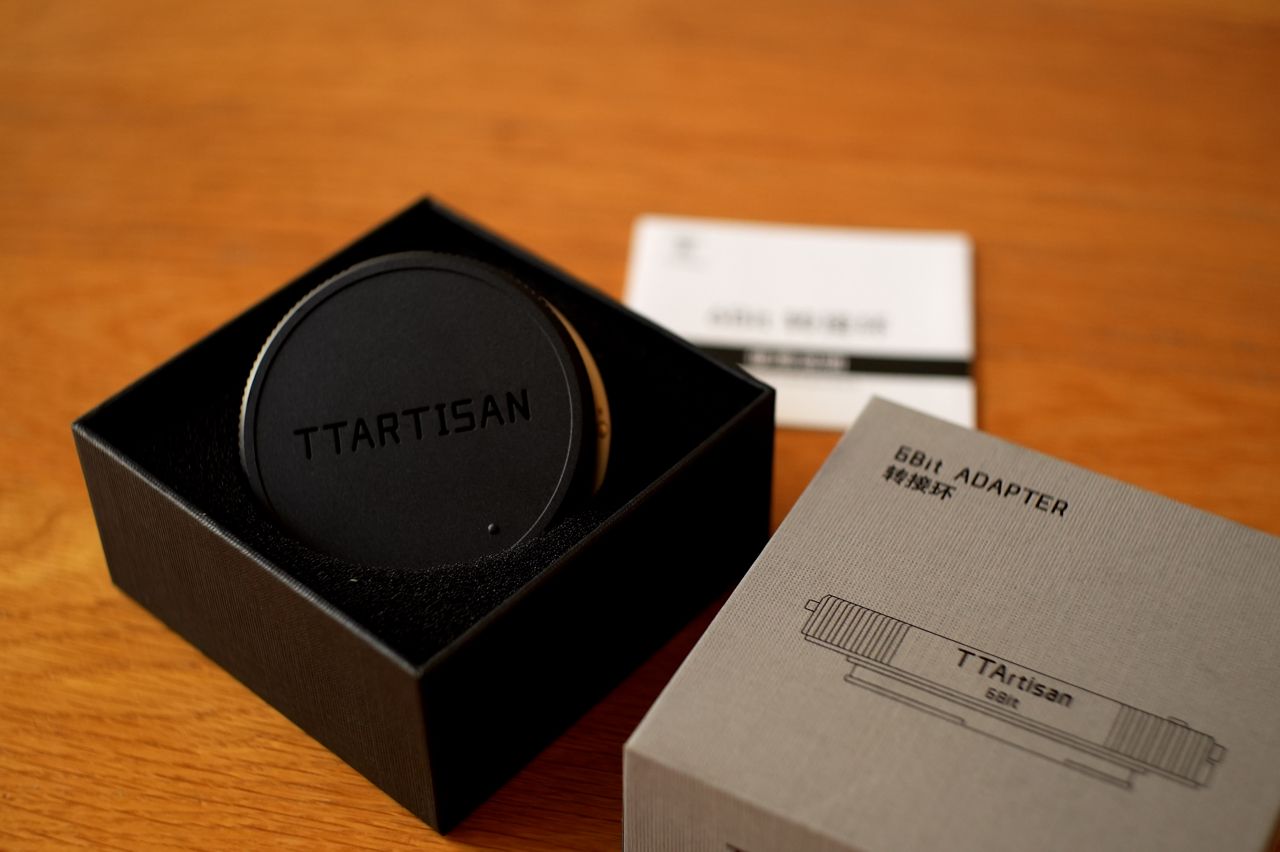 TTARTISAN
6Bit ADAPTER
转接环
TTArtisan
6Bit